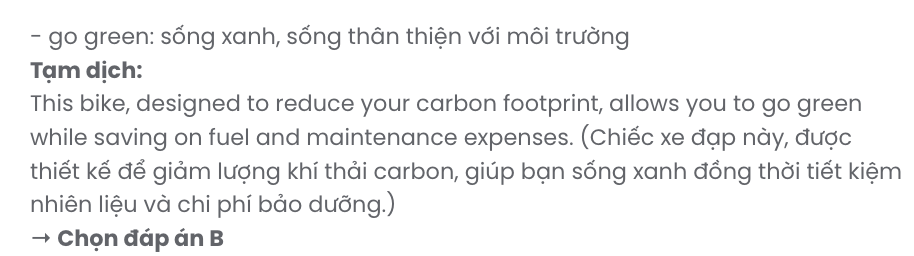 - go green: sống xanh, sống thân thiện với môi trường
Tạm dịch:
This bike, designed to reduce your carbon footprint, allows you to go green
while saving on fuel and maintenance expenses. (Chiếc xe đạp này, được
thiết kế để giảm lượng khí thải carbon, giúp bạn sống xanh đồng thời tiết kiệm
nhiên liệu và chi phí bảo dưỡng.)
→ Chọn đáp án B